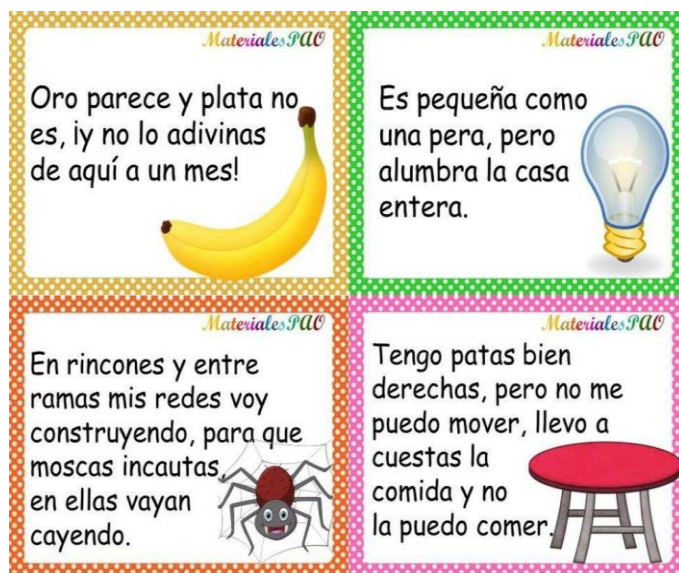 MaterialesPAO
Oro parece y plata no
es, ¡y no lo adivinas
de aquí a un mes!
MaterialesPAO
Es pequeña como
una pera, pero
alumbra la casa
entera.
MaterialesPAO
En rincones y entre
ramas mis redes voy
construyendo, para que
moscas incautas,
en ellas vayan
cayendo.
MaterialesPAO
Tengo patas bien
derechas, pero no me
puedo mover, llevo a
cuestas la
comida y no
la puedo comer.